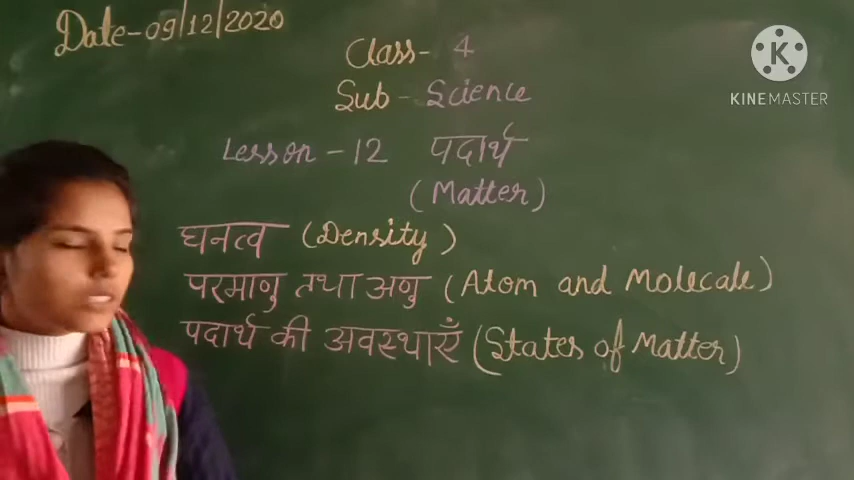 Date-09/12/2020
Class- 4
K
KINEMASTER
Sub - Science
Lesson - 12 पदार्थ
(Matter)
घनत्व (Density)
परमाणु तथा अणु (Atom and Molecale)
पदार्थ की अवस्थाएँ (States of Matter)